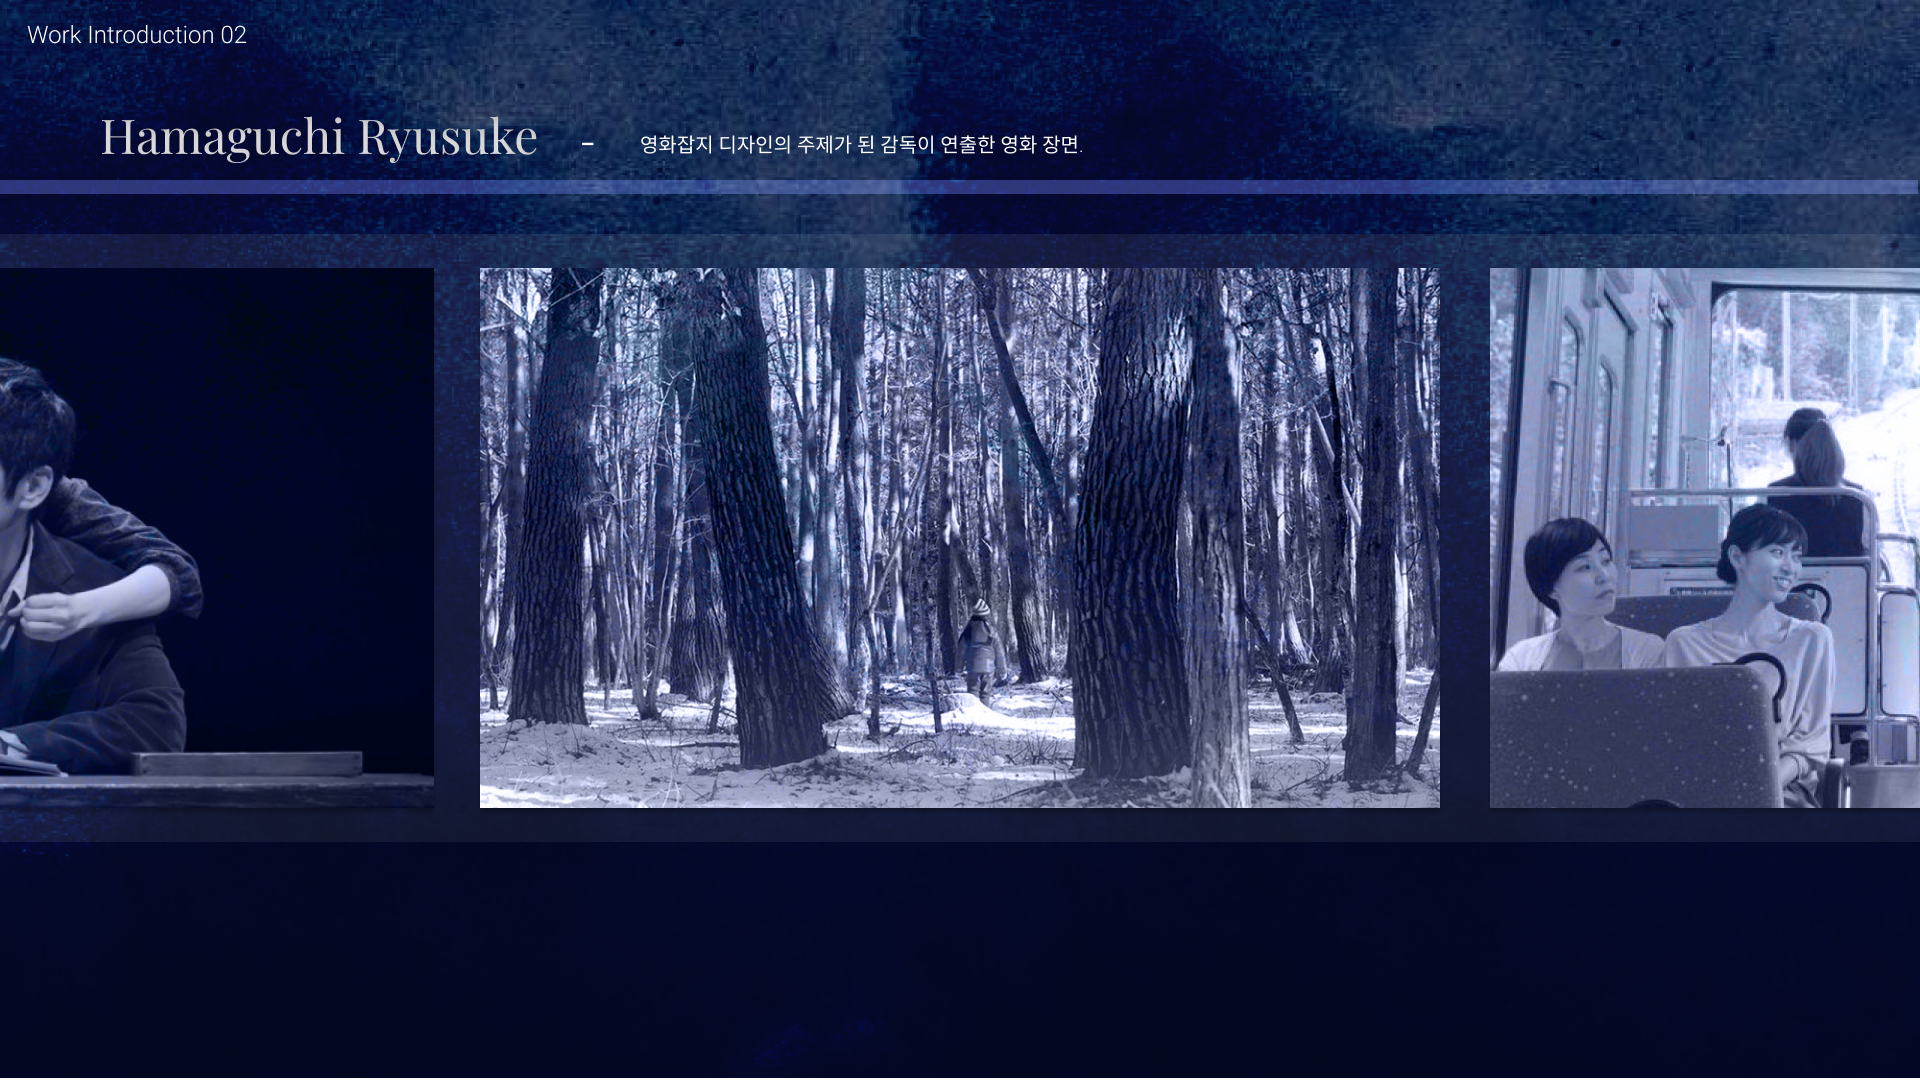 Work Introduction 02
Hamaguchi Ryusuke - 영화잡지 디자인의 주제가 된 감독이 연출한 영화 장면.